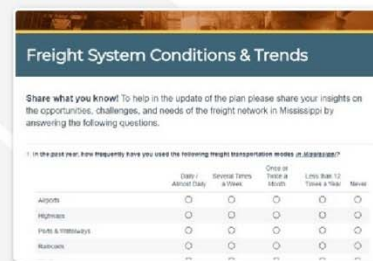 Freight System Conditions & Trends
Share what you know! To help in the update of the plan please share your insights on
the opportunities, challenges, and needs of the freight network in Mississippi by
answering the following questions.
1. In the past year, how frequently have you used the following freight transportation modes in Mississippi?
Daily / Several Times Once or Less than 12 Never
Almost Daily a Week Twice a Times a Year
Month
Airports
Highways
Ports & Waterways
Railroads